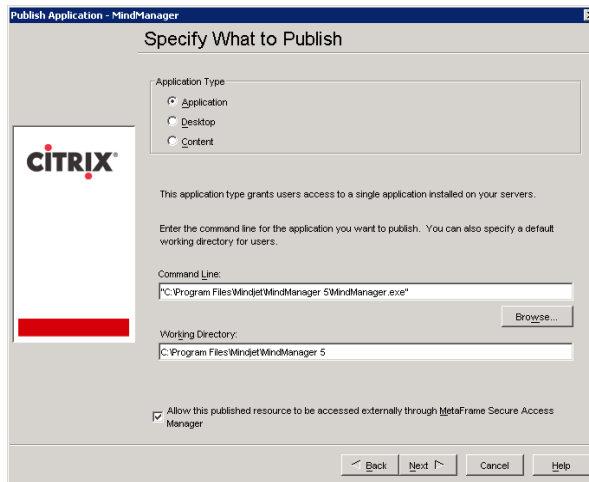 Publish Application - MindManager
Specify What to Publish
Application Type
Application
Desktop
Content
CITRIX®
This application type grants users access to a single application installed on your servers.
Enter the command line for the application you want to publish. You can also specify a default
working directory for users.
Command Line:
"C:\Program Files\Mindjet\MindManager 5\MindManager.exe"
Browse...
Working Directory:
C:\Program Files\Mindjet\MindManager 5
Allow this published resource to be accessed externally through MetaFrame Secure Access
Manager
Back Next Cancel Help